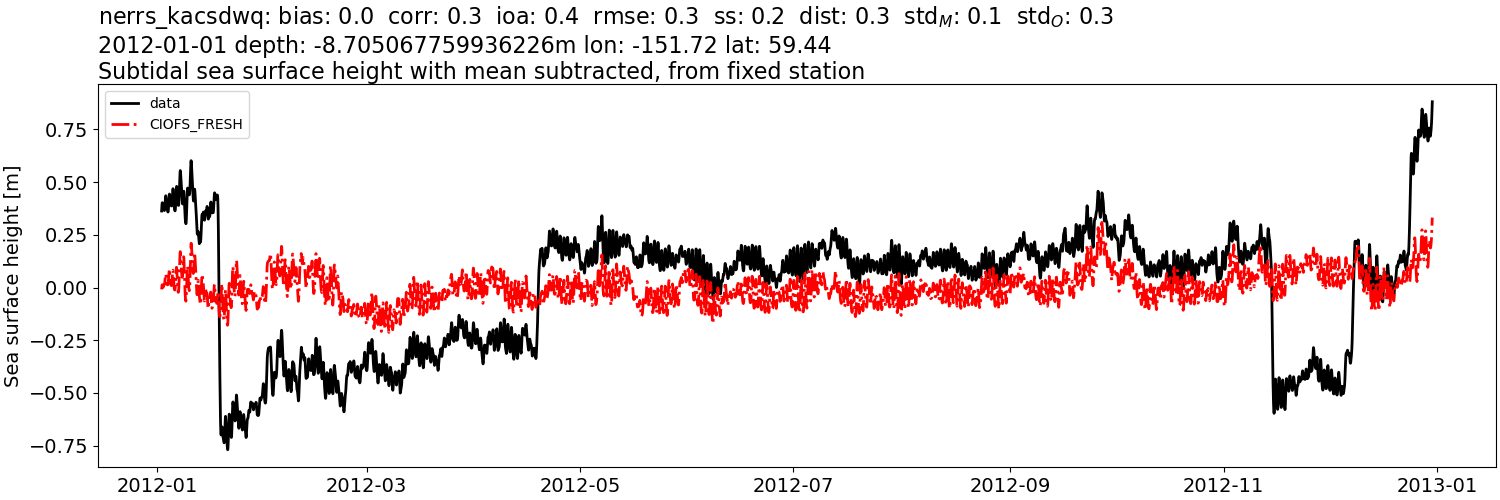 nerrs_kacsdwq: bias: 0.0 corr: 0.3 ioa: 0.4 rmse: 0.3 ss: 0.2 dist: 0.3 std_M: 0.1 std_O: 0.3
2012-01-01 depth: -8.705067759936226m lon: -151.72 lat: 59.44
Subtidal sea surface height with mean subtracted, from fixed station
data
CIOFS_FRESH
Sea surface height [m]
0.75
0.50
0.25
0.00
−0.25
−0.50
−0.75
2012-01 2012-03 2012-05 2012-07 2012-09 2012-11 2013-01